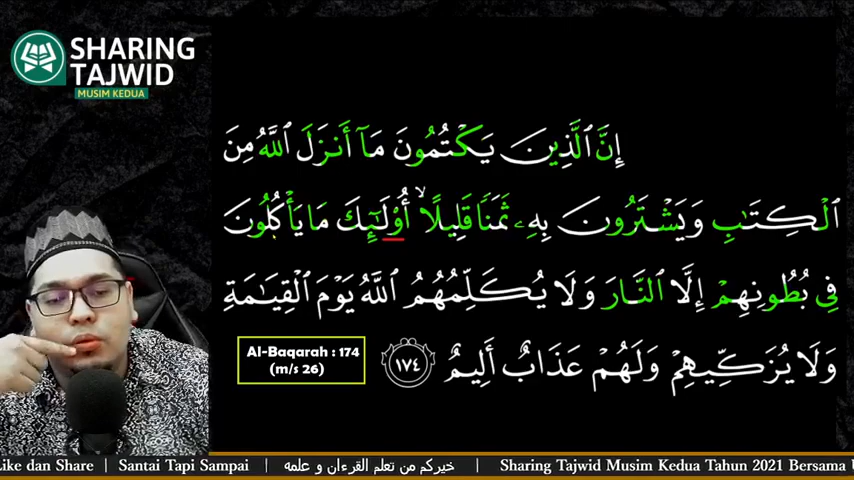 SHARING
TAJWID
MUSIM KEDUA
إِنَّ ٱلَّذِينَ يَكْتُمُونَ مَآ أَنزَلَ ٱللَّهُ مِنَ
ٱلْكِتَٰبِ وَيَشْتَرُونَ بِهِۦ ثَمَنًا قَلِيلًا ۙ أُو۟لَٰٓئِكَ مَا يَأْكُلُونَ
فِى بُطُونِهِمْ إِلَّا ٱلنَّارَ وَلَا يُكَلِّمُهُمُ ٱللَّهُ يَوْمَ ٱلْقِيَٰمَةِ
وَلَا يُزَكِّيهِمْ وَلَهُمْ عَذَابٌ أَلِيمٌ ١٧٤
Al-Baqarah : 174
(m/s 26)
Like dan Share | Santai Tapi Sampai | خيركم من تعلم القرءان و علمه | Sharing Tajwid Musim Kedua Tahun 2021 Bersama